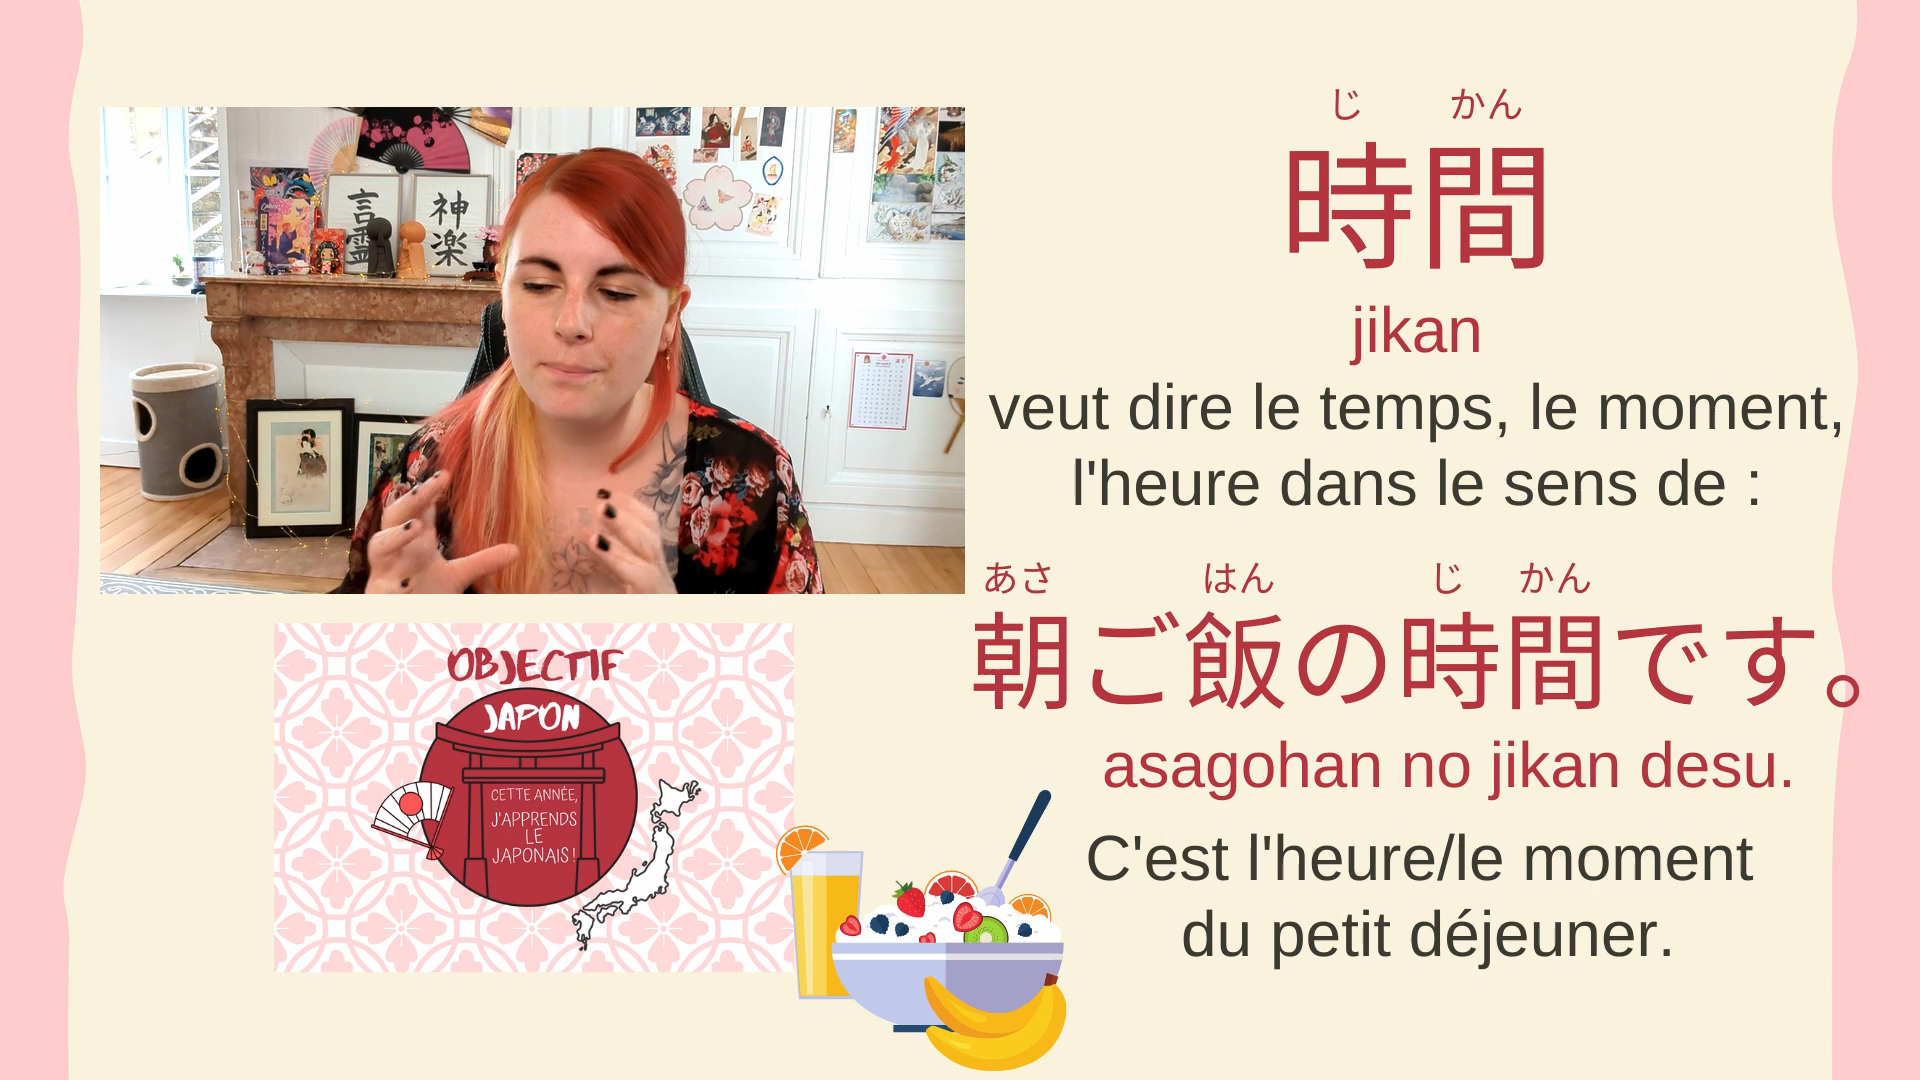 言霊
神楽
じ かん
時間
jikan
veut dire le temps, le moment,
l'heure dans le sens de :
あさ はん じ かん
朝ご飯の時間です。
asagohan no jikan desu.
C'est l'heure/le moment
du petit déjeuner.
OBJECTIF
JAPON
CETTE ANNÉE,
J'APPRENDS
LE
JAPONAIS!